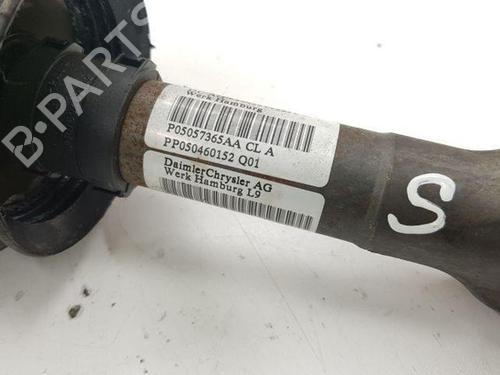 Werk Hamburg
P05057365AA CL A
PP050460152 Q01
DaimlerChrysler AG
Werk Hamburg L9
S
B-PARTS